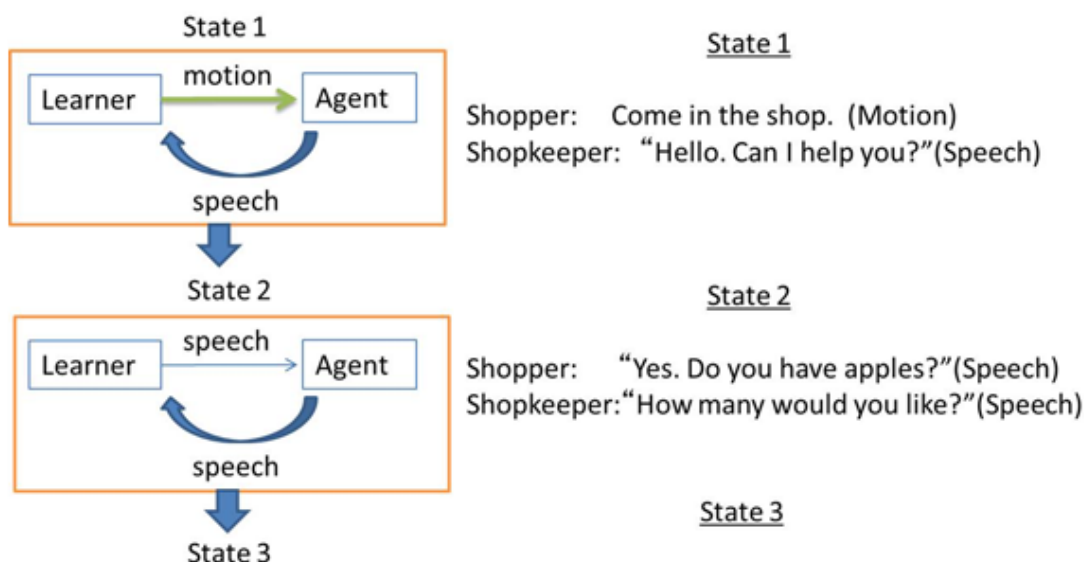 State 1
motion
Learner
Agent
speech
State 2
speech
Learner
Agent
speech
State 3
State 1
Shopper: Come in the shop. (Motion)
Shopkeeper: “Hello. Can I help you?”(Speech)
State 2
Shopper: “Yes. Do you have apples?”(Speech)
Shopkeeper:“How many would you like?”(Speech)
State 3